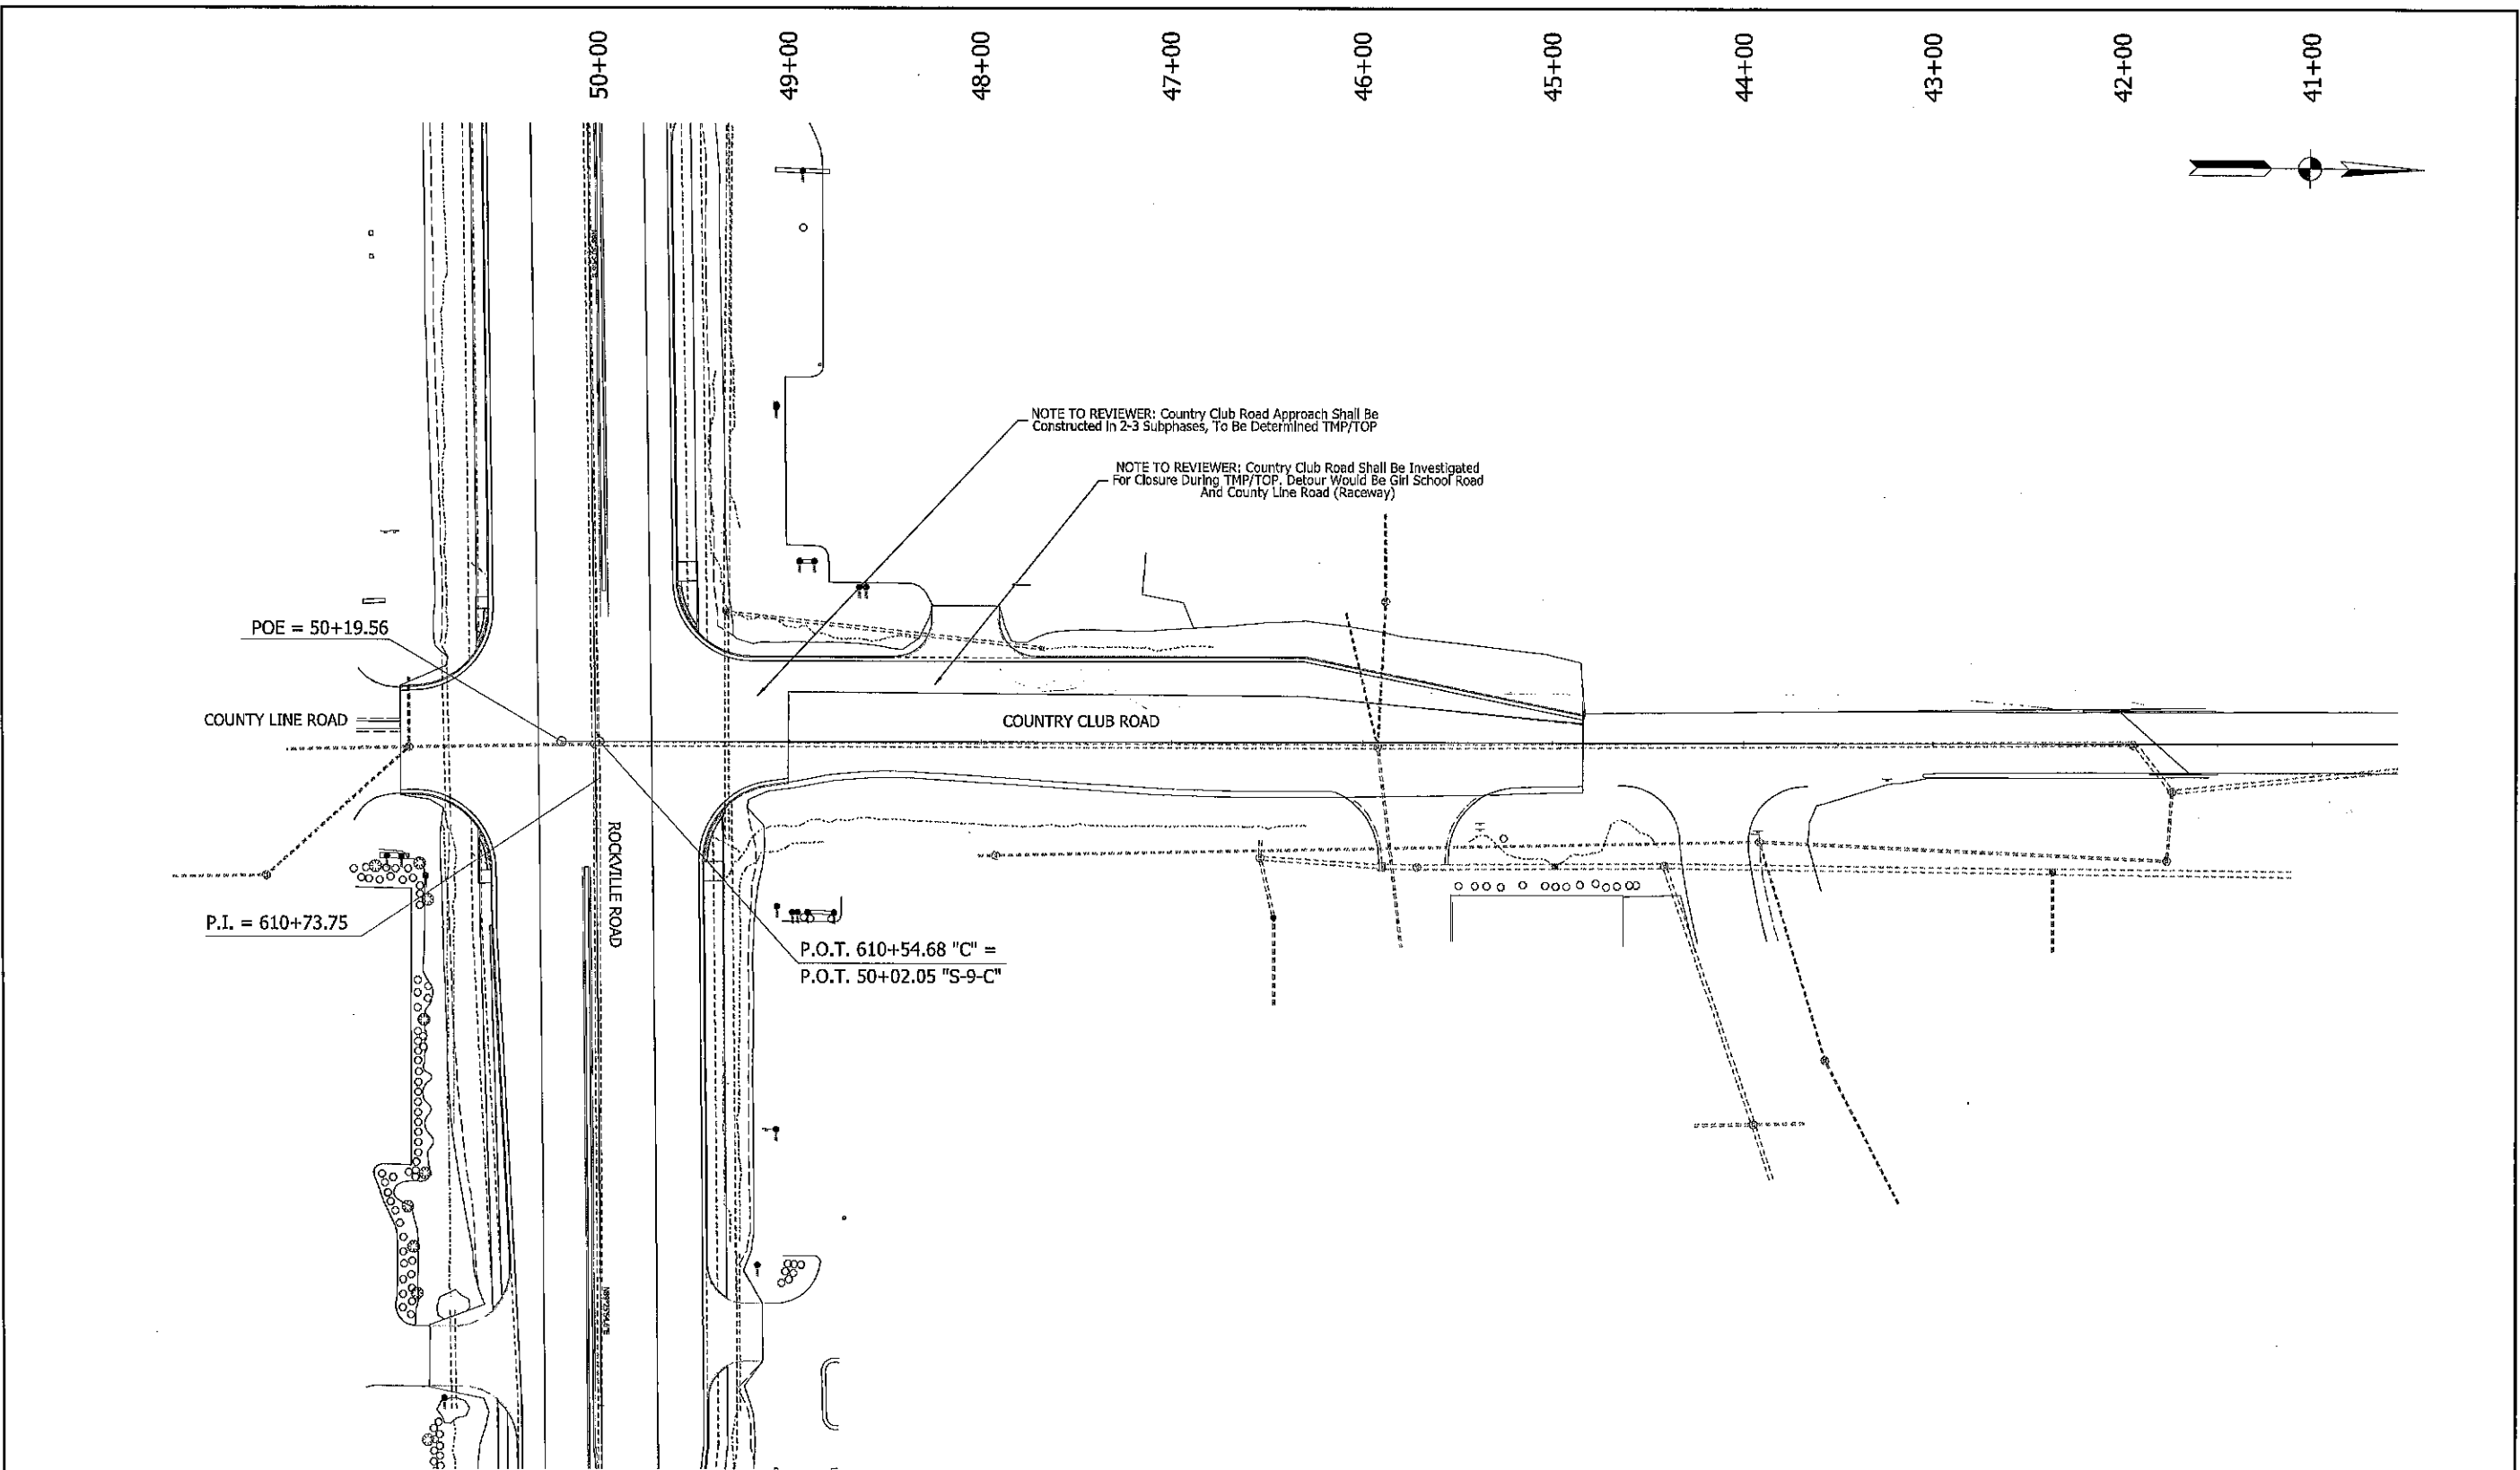 50+00
49+00
48+00
47+00
46+00
45+00
44+00
43+00
42+00
41+00
NOTE TO REVIEWER: Country Club Road Approach Shall Be
Constructed In 2-3 Subphases, To Be Determined TMP/TOP
NOTE TO REVIEWER: Country Club Road Shall Be Investigated
For Closure During TMP/TOP. Detour Would Be Girl School Road
And County Line Road (Raceway)
POE = 50+19.56
COUNTY LINE ROAD
COUNTRY CLUB ROAD
ROCKVILLE ROAD
P.I. = 610+73.75
P.O.T. 610+54.68 "C" =
P.O.T. 50+02.05 "S-9-C"